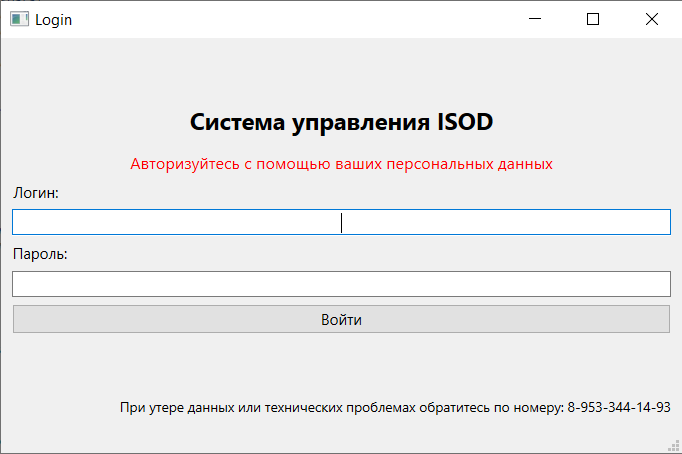 Login
Система управления ISOD
Авторизуйтесь с помощью ваших персональных данных
Логин:
Пароль:
Войти
При утере данных или технических проблемах обратитесь по номеру: 8-953-344-14-93